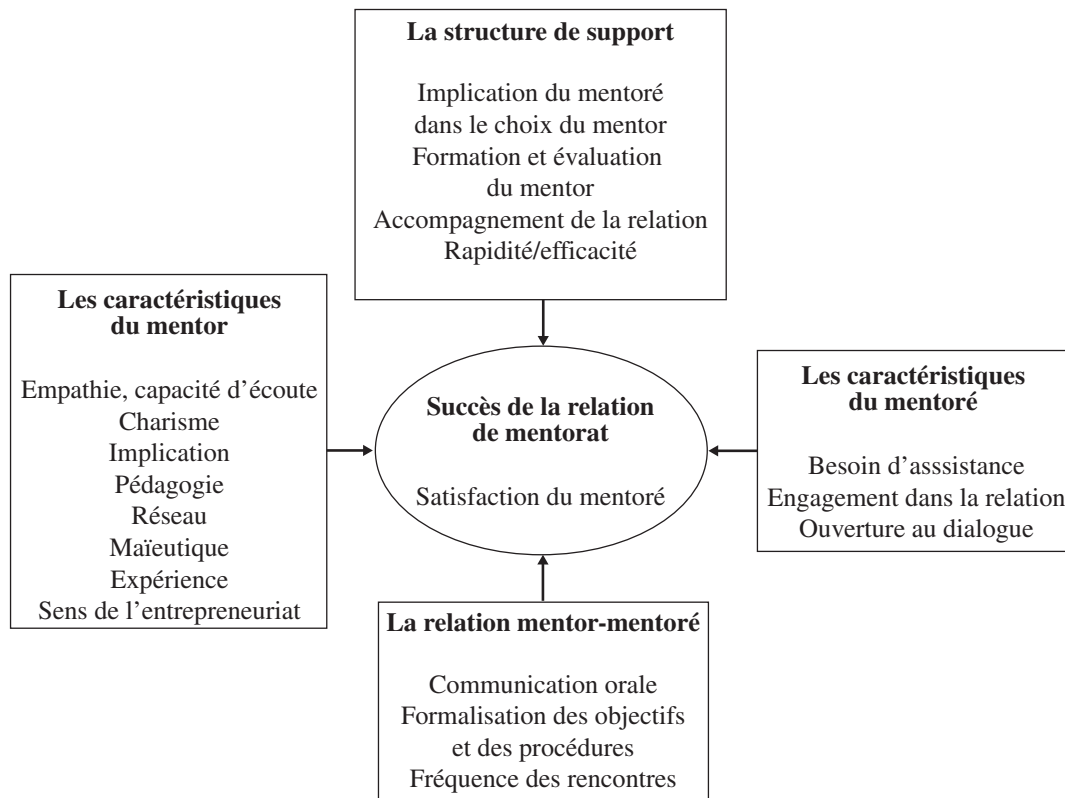 La structure de support
Implication du mentoré
dans le choix du mentor
Formation et évaluation
du mentor
Accompagnement de la relation
Rapidité/efficacité
Les caractéristiques
du mentor
Empathie, capacité d'écoute
Charisme
Implication
Pédagogie
Réseau
Maïeutique
Expérience
Sens de l'entrepreneuriat
Succès de la relation
de mentorat
Satisfaction du mentoré
Les caractéristiques
du mentoré
Besoin d'asssistance
Engagement dans la relation
Ouverture au dialogue
La relation mentor-mentoré
Communication orale
Formalisation des objectifs
et des procédures
Fréquence des rencontres